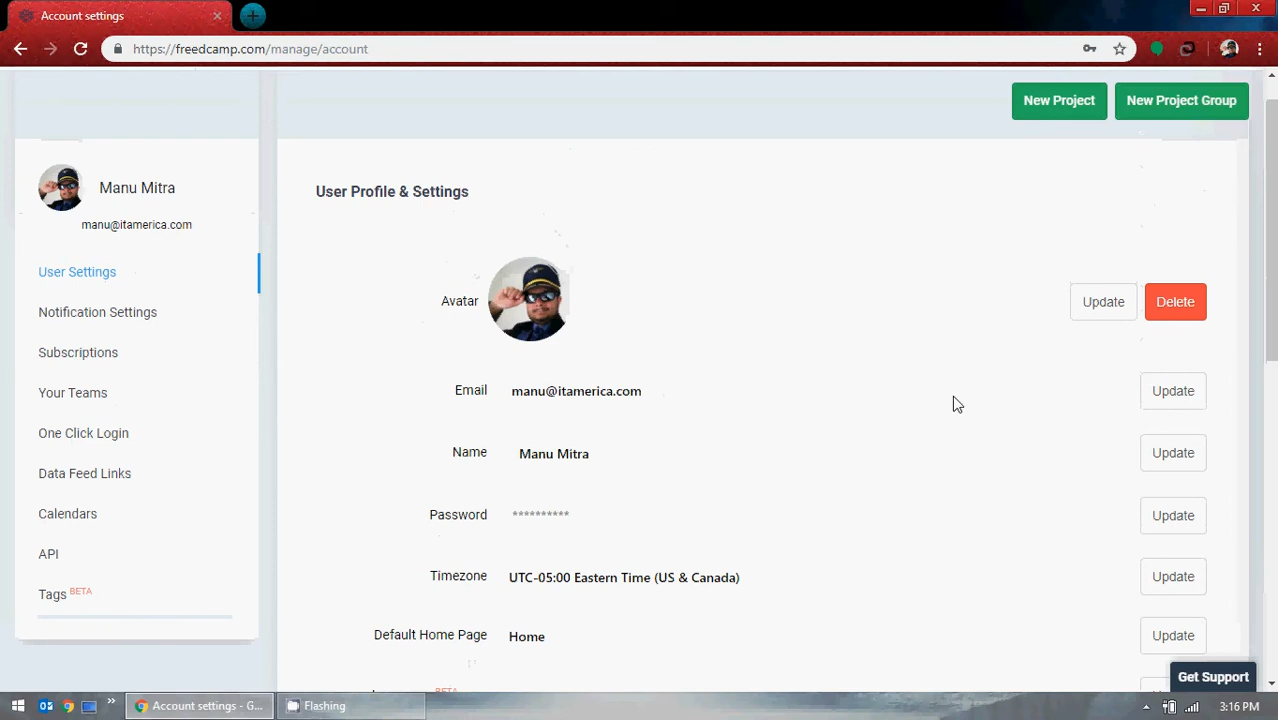 Account settings
https://freedcamp.com/manage/account
New Project
New Project Group
Manu Mitra
manu@itamerica.com
User Settings
Notification Settings
Subscriptions
Your Teams
One Click Login
Data Feed Links
Calendars
API
Tags BETA
User Profile & Settings
Avatar
Update
Delete
Email
manu@itamerica.com
Update
Name
Manu Mitra
Update
Password
**********
Update
Timezone
UTC-05:00 Eastern Time (US & Canada)
Update
Default Home Page
Home
Update
BETA
Get Support
Account settings - G...
Flashing
3:16 PM